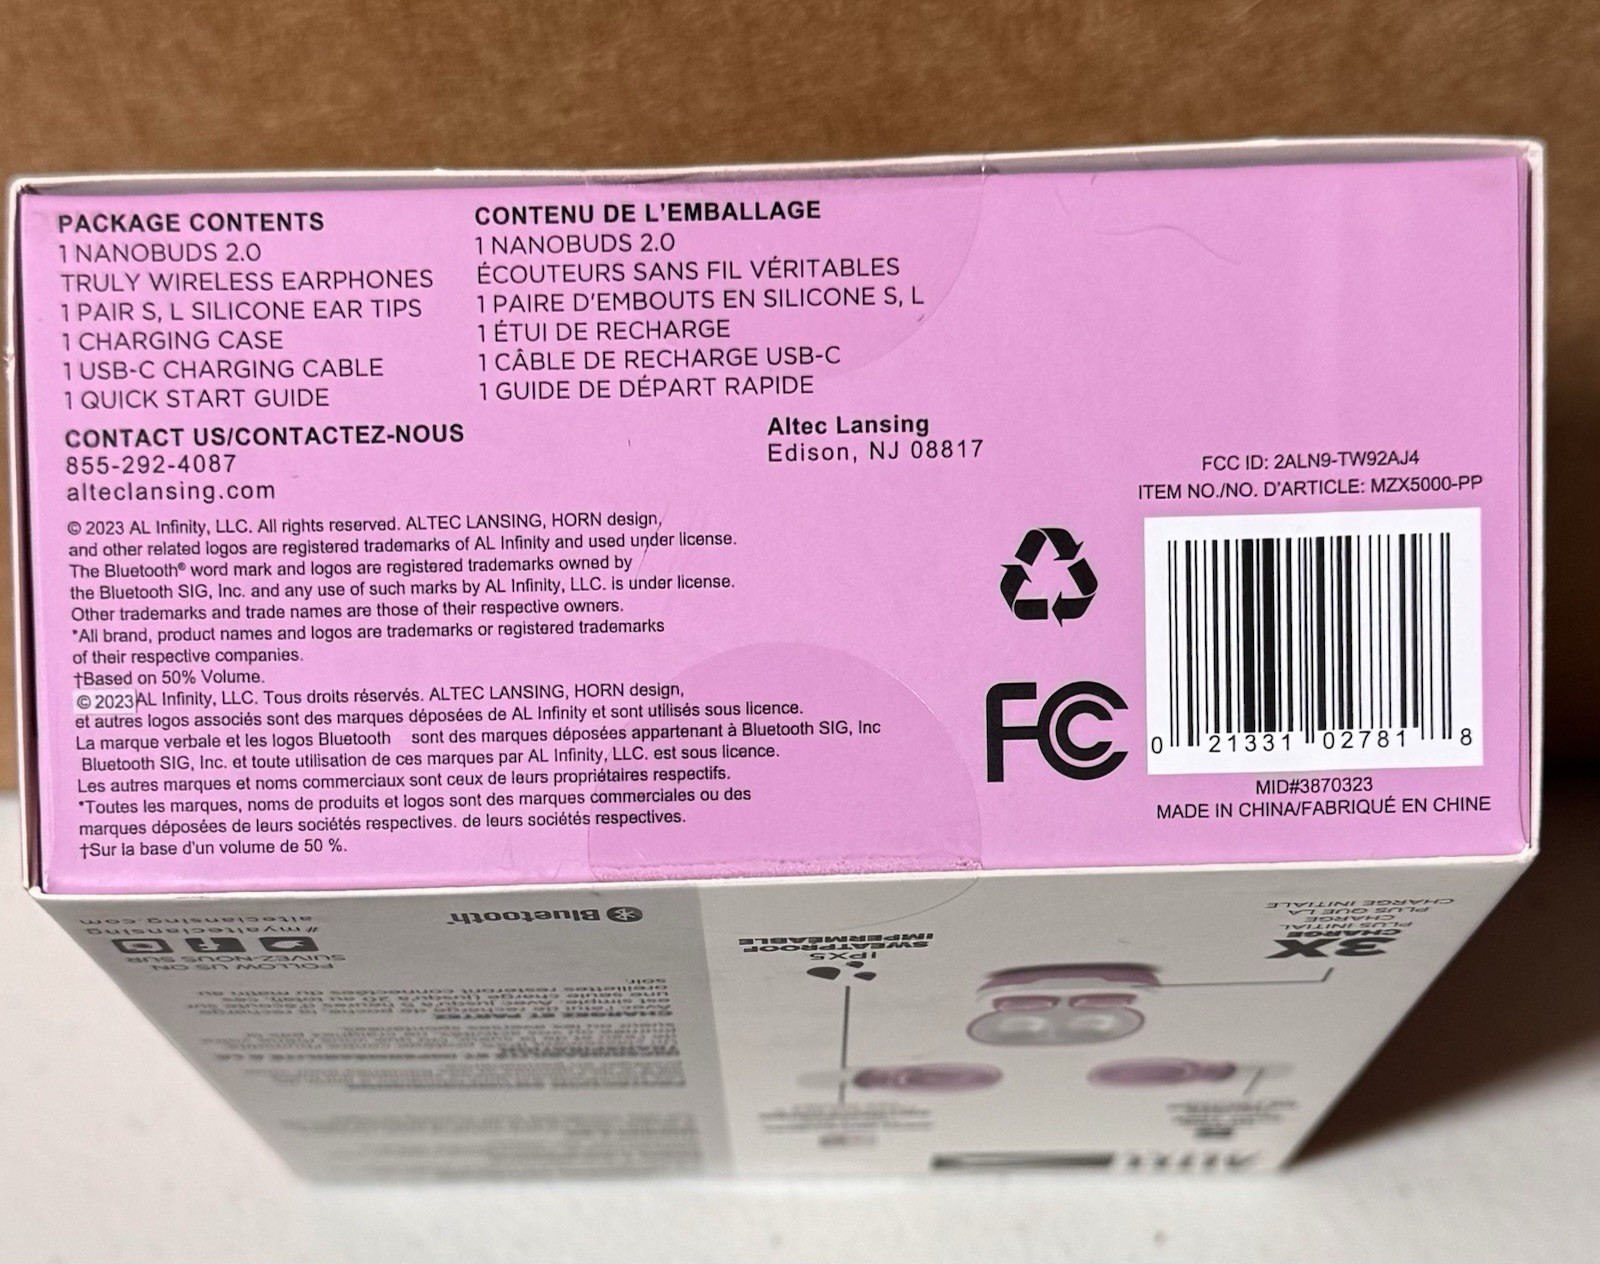 PACKAGE CONTENTS
1 NANOBUDS 2.0
TRULY WIRELESS EARPHONES
1 PAIR S, L SILICONE EAR TIPS
1 CHARGING CASE
1 USB-C CHARGING CABLE
1 QUICK START GUIDE
CONTENU DE L'EMBALLAGE
1 NANOBUDS 2.0
ÉCOUTEURS SANS FIL VÉRITABLES
1 PAIRE D'EMBOUTS EN SILICONE S, L
1 ÉTUI DE RECHARGE
1 CÂBLE DE RECHARGE USB-C
1 GUIDE DE DÉPART RAPIDE
CONTACT US/CONTACTEZ-NOUS
855-292-4087
alteclansing.com
Altec Lansing
Edison, NJ 08817
© 2023 AL Infinity, LLC. All rights reserved. ALTEC LANSING, HORN design,
and other related logos are registered trademarks of AL Infinity and used under license.
The Bluetooth® word mark and logos are registered trademarks owned by
the Bluetooth SIG, Inc. and any use of such marks by AL Infinity, LLC. is under license.
Other trademarks and trade names are those of their respective owners.
*All brand, product names and logos are trademarks or registered trademarks
of their respective companies.
†Based on 50% Volume.
© 2023 AL Infinity, LLC. Tous droits réservés. ALTEC LANSING, HORN design,
et autres logos associés sont des marques déposées de AL Infinity et sont utilisés sous licence.
La marque verbale et les logos Bluetooth sont des marques déposées appartenant à Bluetooth SIG, Inc
Bluetooth SIG, Inc. et toute utilisation de ces marques par AL Infinity, LLC. est sous licence.
Les autres marques et noms commerciaux sont ceux de leurs propriétaires respectifs.
*Toutes les marques, noms de produits et logos sont des marques commerciales ou des
marques déposées de leurs sociétés respectives. de leurs sociétés respectives.
†Sur la base d'un volume de 50 %.
FCC ID: 2ALN9-TW92AJ4
ITEM NO./NO. D'ARTICLE: MZX5000-PP
FC
0 21331 02781 8
MID#3870323
MADE IN CHINA/FABRIQUÉ EN CHINE
3X
CHARGE
PLUS INITIAL
CHARGE
PLUS QUE LA
CHARGE INITIALE
IPX5
SWEATPROOF
IMPERMÉABLE
Bluetooth
FOLLOW US ON
SUIVEZ-NOUS SUR
#myalteclansing
alteclansing.com
CHARGEZ ET PARTEZ